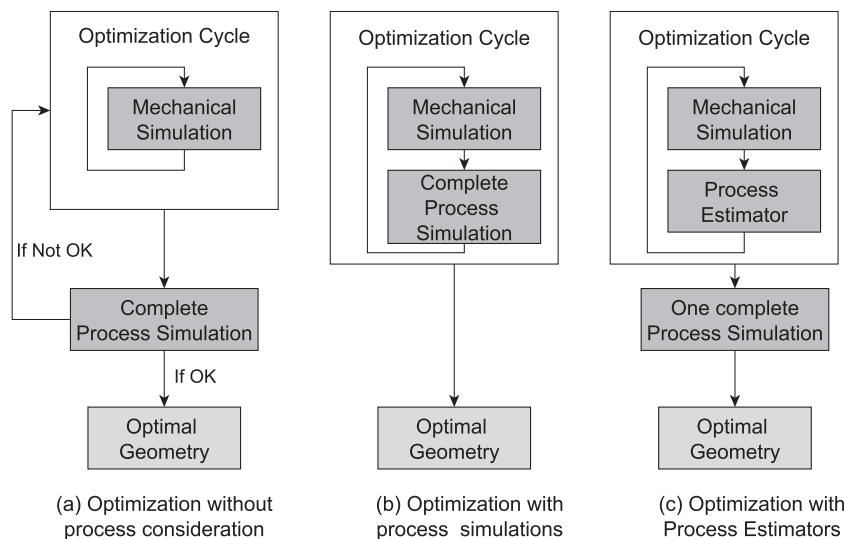 Optimization Cycle
Mechanical
Simulation
If Not OK
Complete
Process Simulation
If OK
Optimal
Geometry
(a) Optimization without
process consideration
Optimization Cycle
Mechanical
Simulation
Complete
Process
Simulation
Optimal
Geometry
(b) Optimization with
process simulations
Optimization Cycle
Mechanical
Simulation
Process
Estimator
One complete
Process Simulation
Optimal
Geometry
(c) Optimization with
Process Estimators